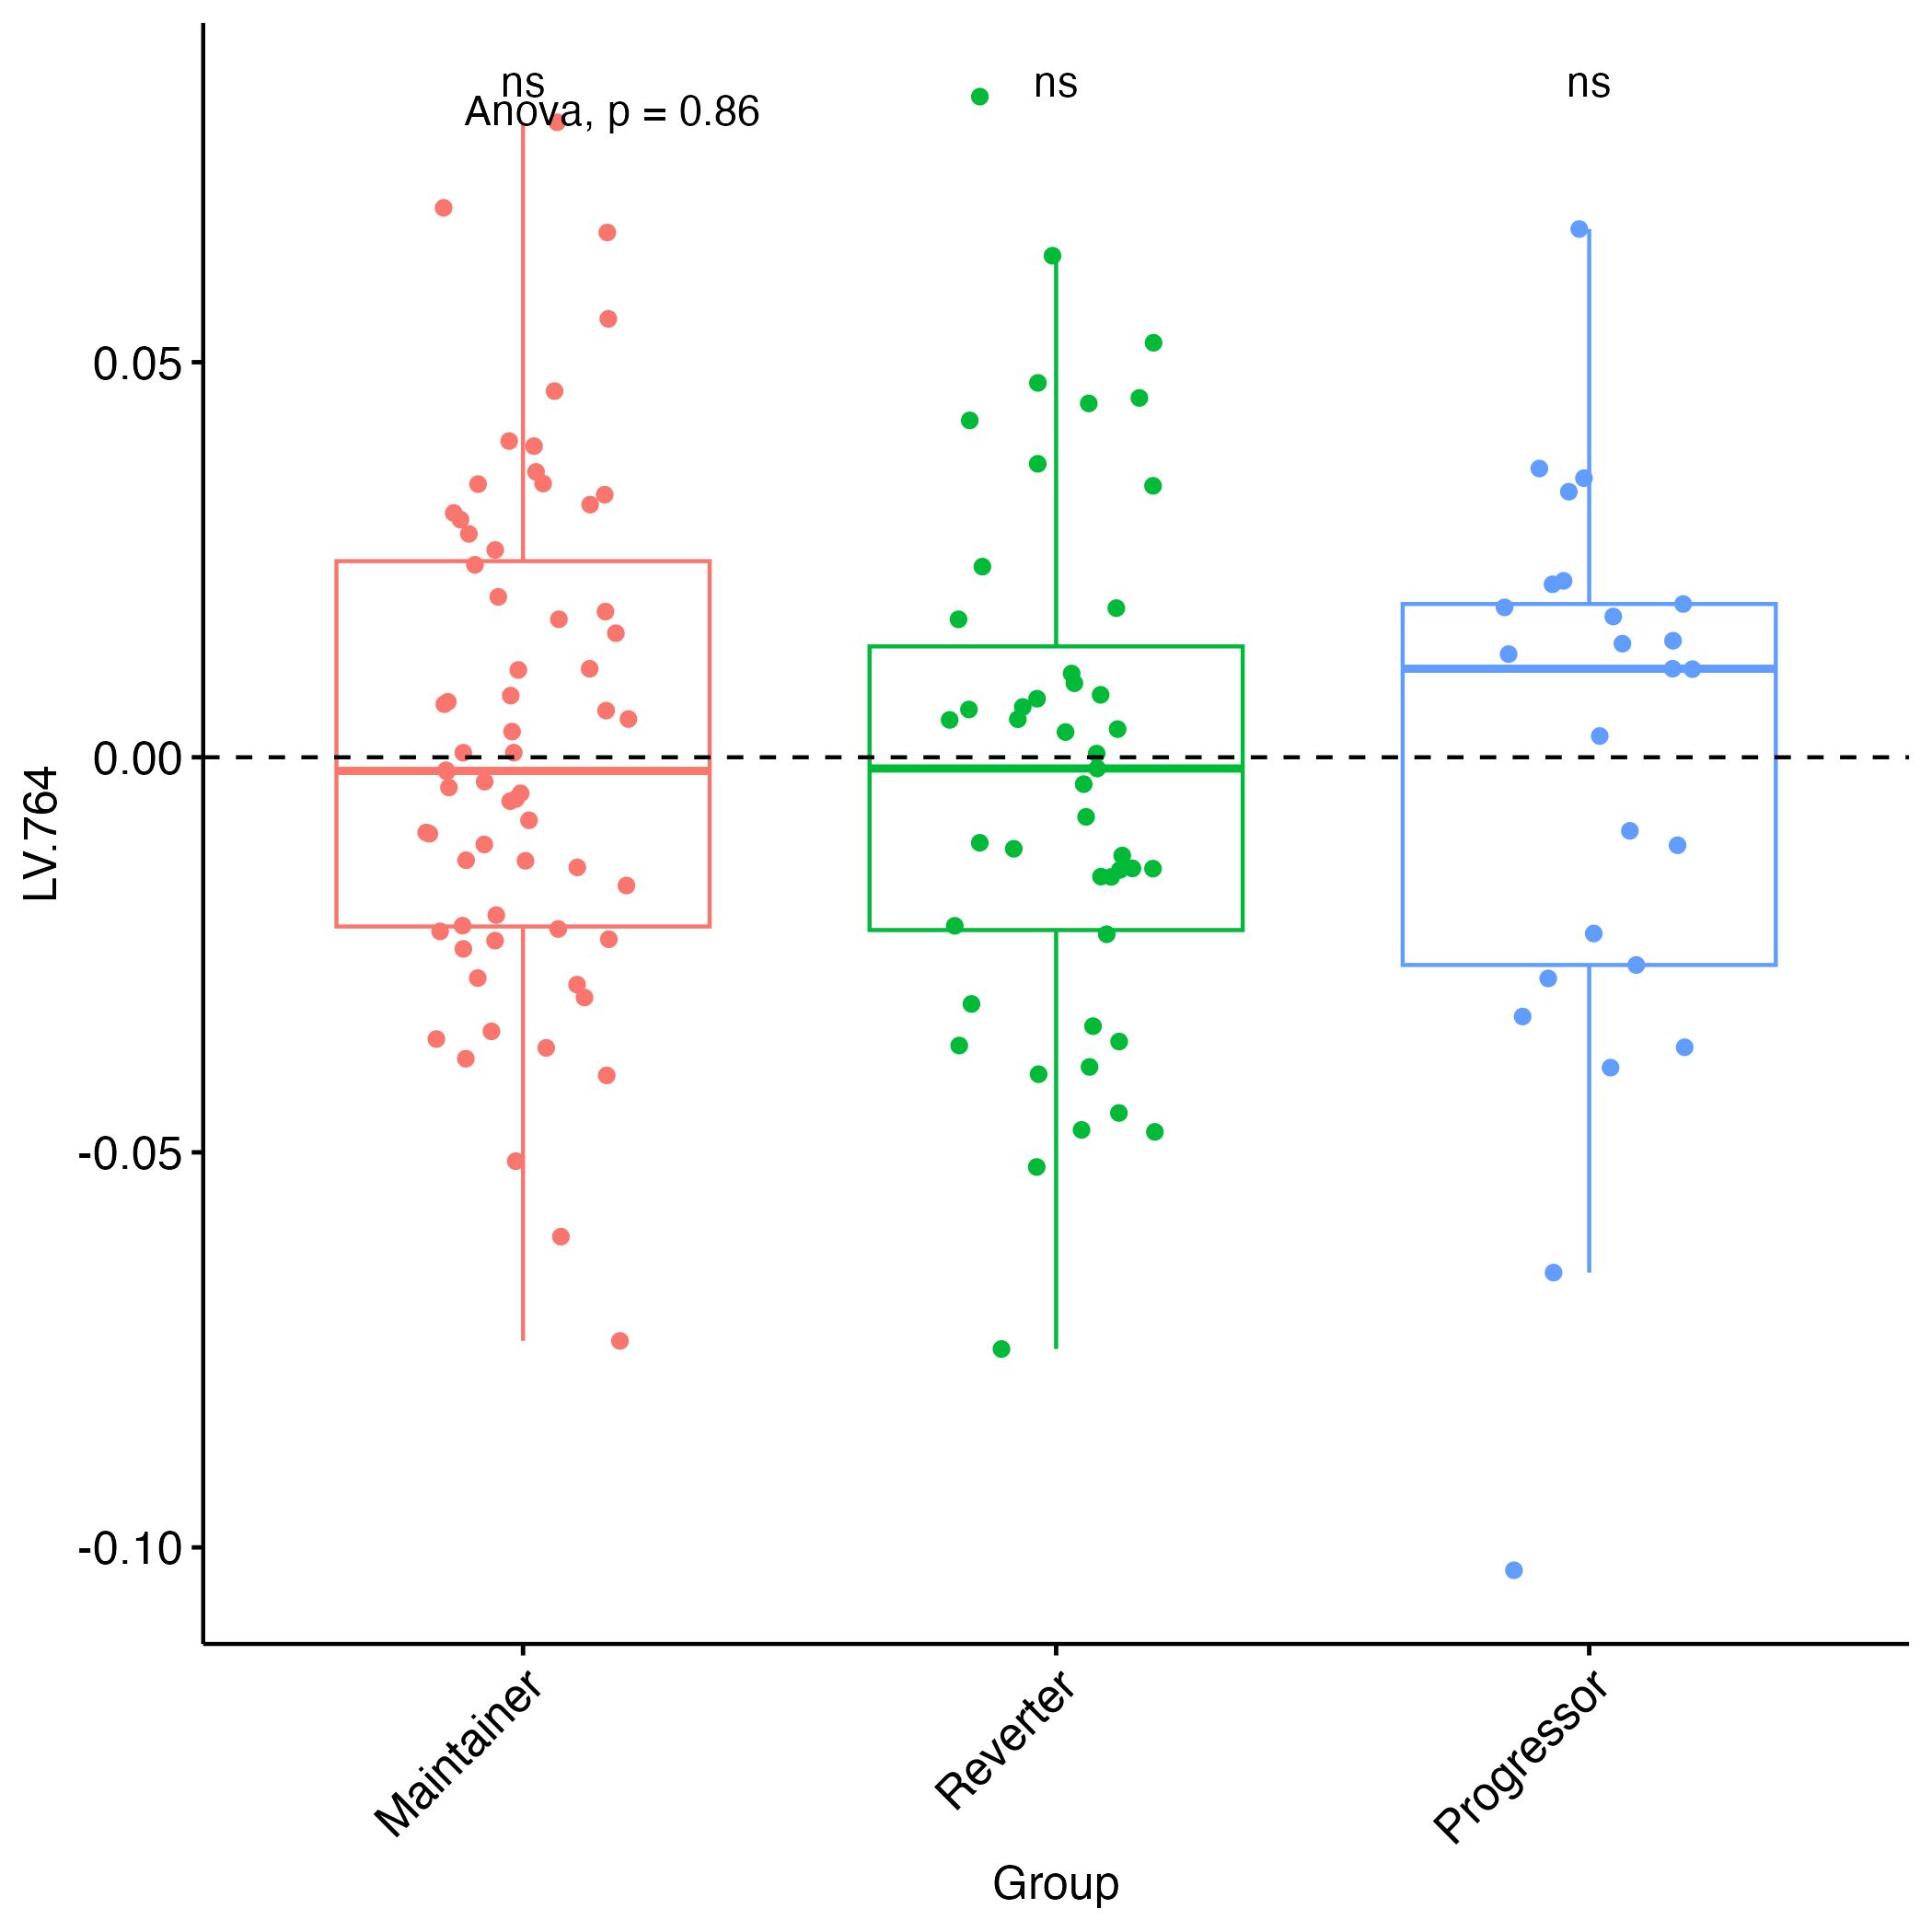 ns
ns
ns
Anova, p = 0.86
0.05
0.00
-0.05
-0.10
LV.764
Maintainer
Reverter
Progressor
Group